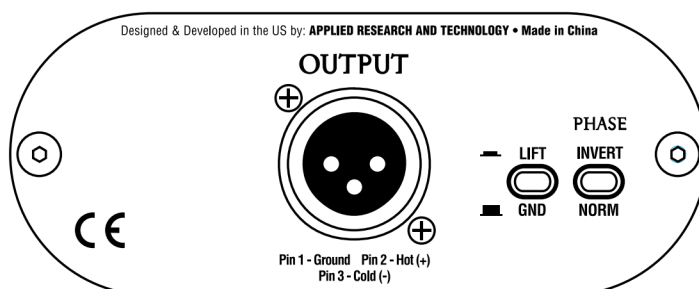 Designed & Developed in the US by: APPLIED RESEARCH AND TECHNOLOGY • Made in China
OUTPUT
PHASE
LIFT INVERT
GND NORM
CE
Pin 1 - Ground Pin 2 - Hot (+)
Pin 3 - Cold (-)